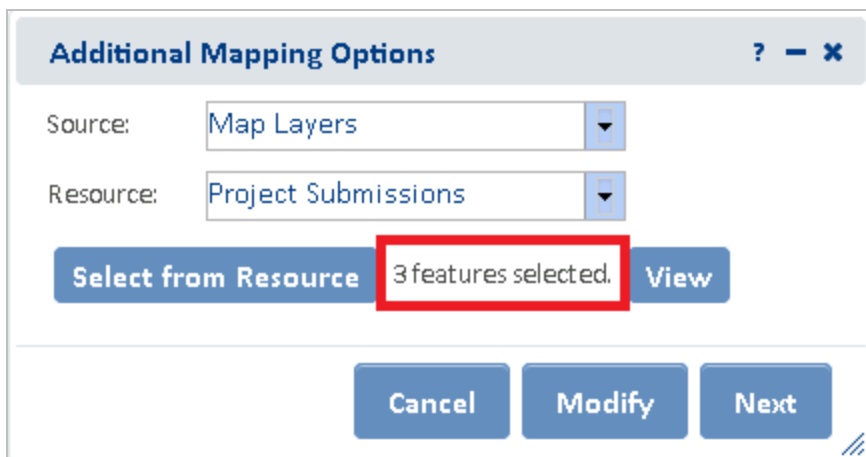 Additional Mapping Options ?
Source: Map Layers
Resource: Project Submissions
Select from Resource 3 features selected. View
Cancel Modify Next